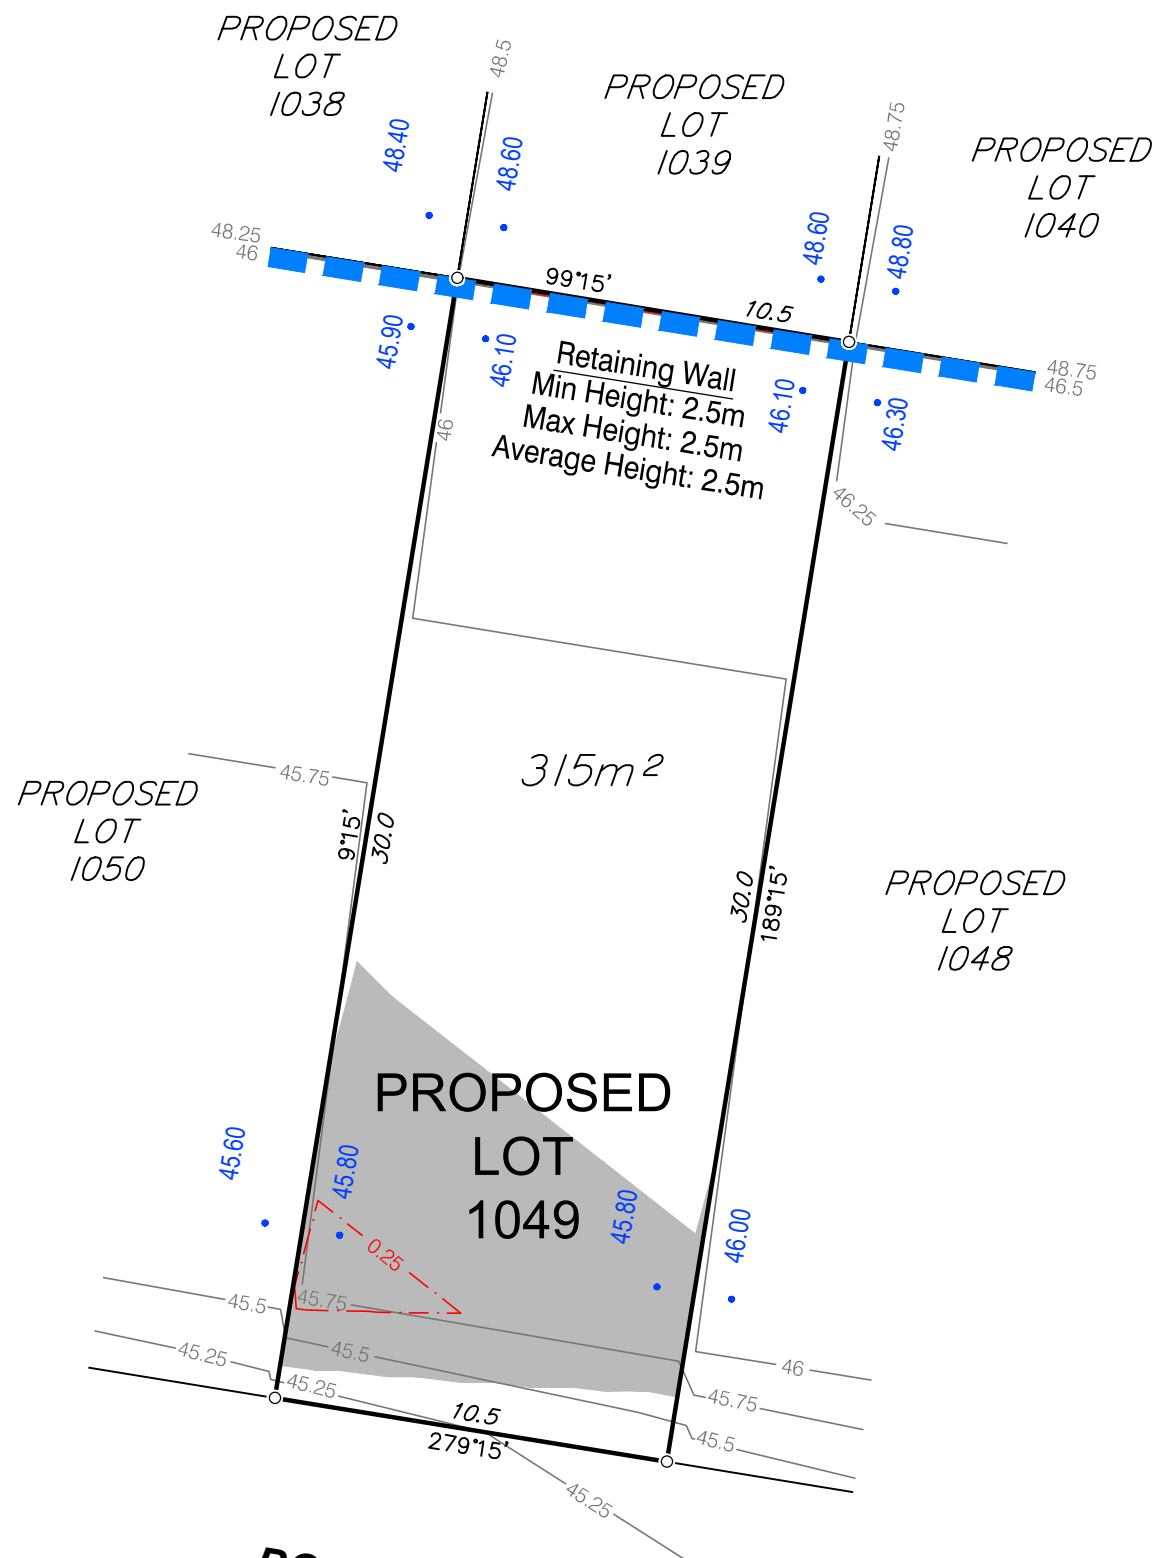 PROPOSED
LOT
1038
48.5
PROPOSED
LOT
1039
48.75
PROPOSED
LOT
1040
48.40
48.60
48.60
48.80
48.25
46
99°15'
10.5
48.75
46.5
45.90
46.10
46.10
46.30
Retaining Wall
Min Height: 2.5m
Max Height: 2.5m
Average Height: 2.5m
46
46.25
315m²
45.75
PROPOSED
LOT
1050
9°15'
30.0
30.0
189°15'
PROPOSED
LOT
1048
PROPOSED
LOT
1049
45.60
45.80
45.80
46.00
0.25
45.75
45.5
45.5
45.25
45.25
46
45.75
45.5
10.5
279°15'
45.25